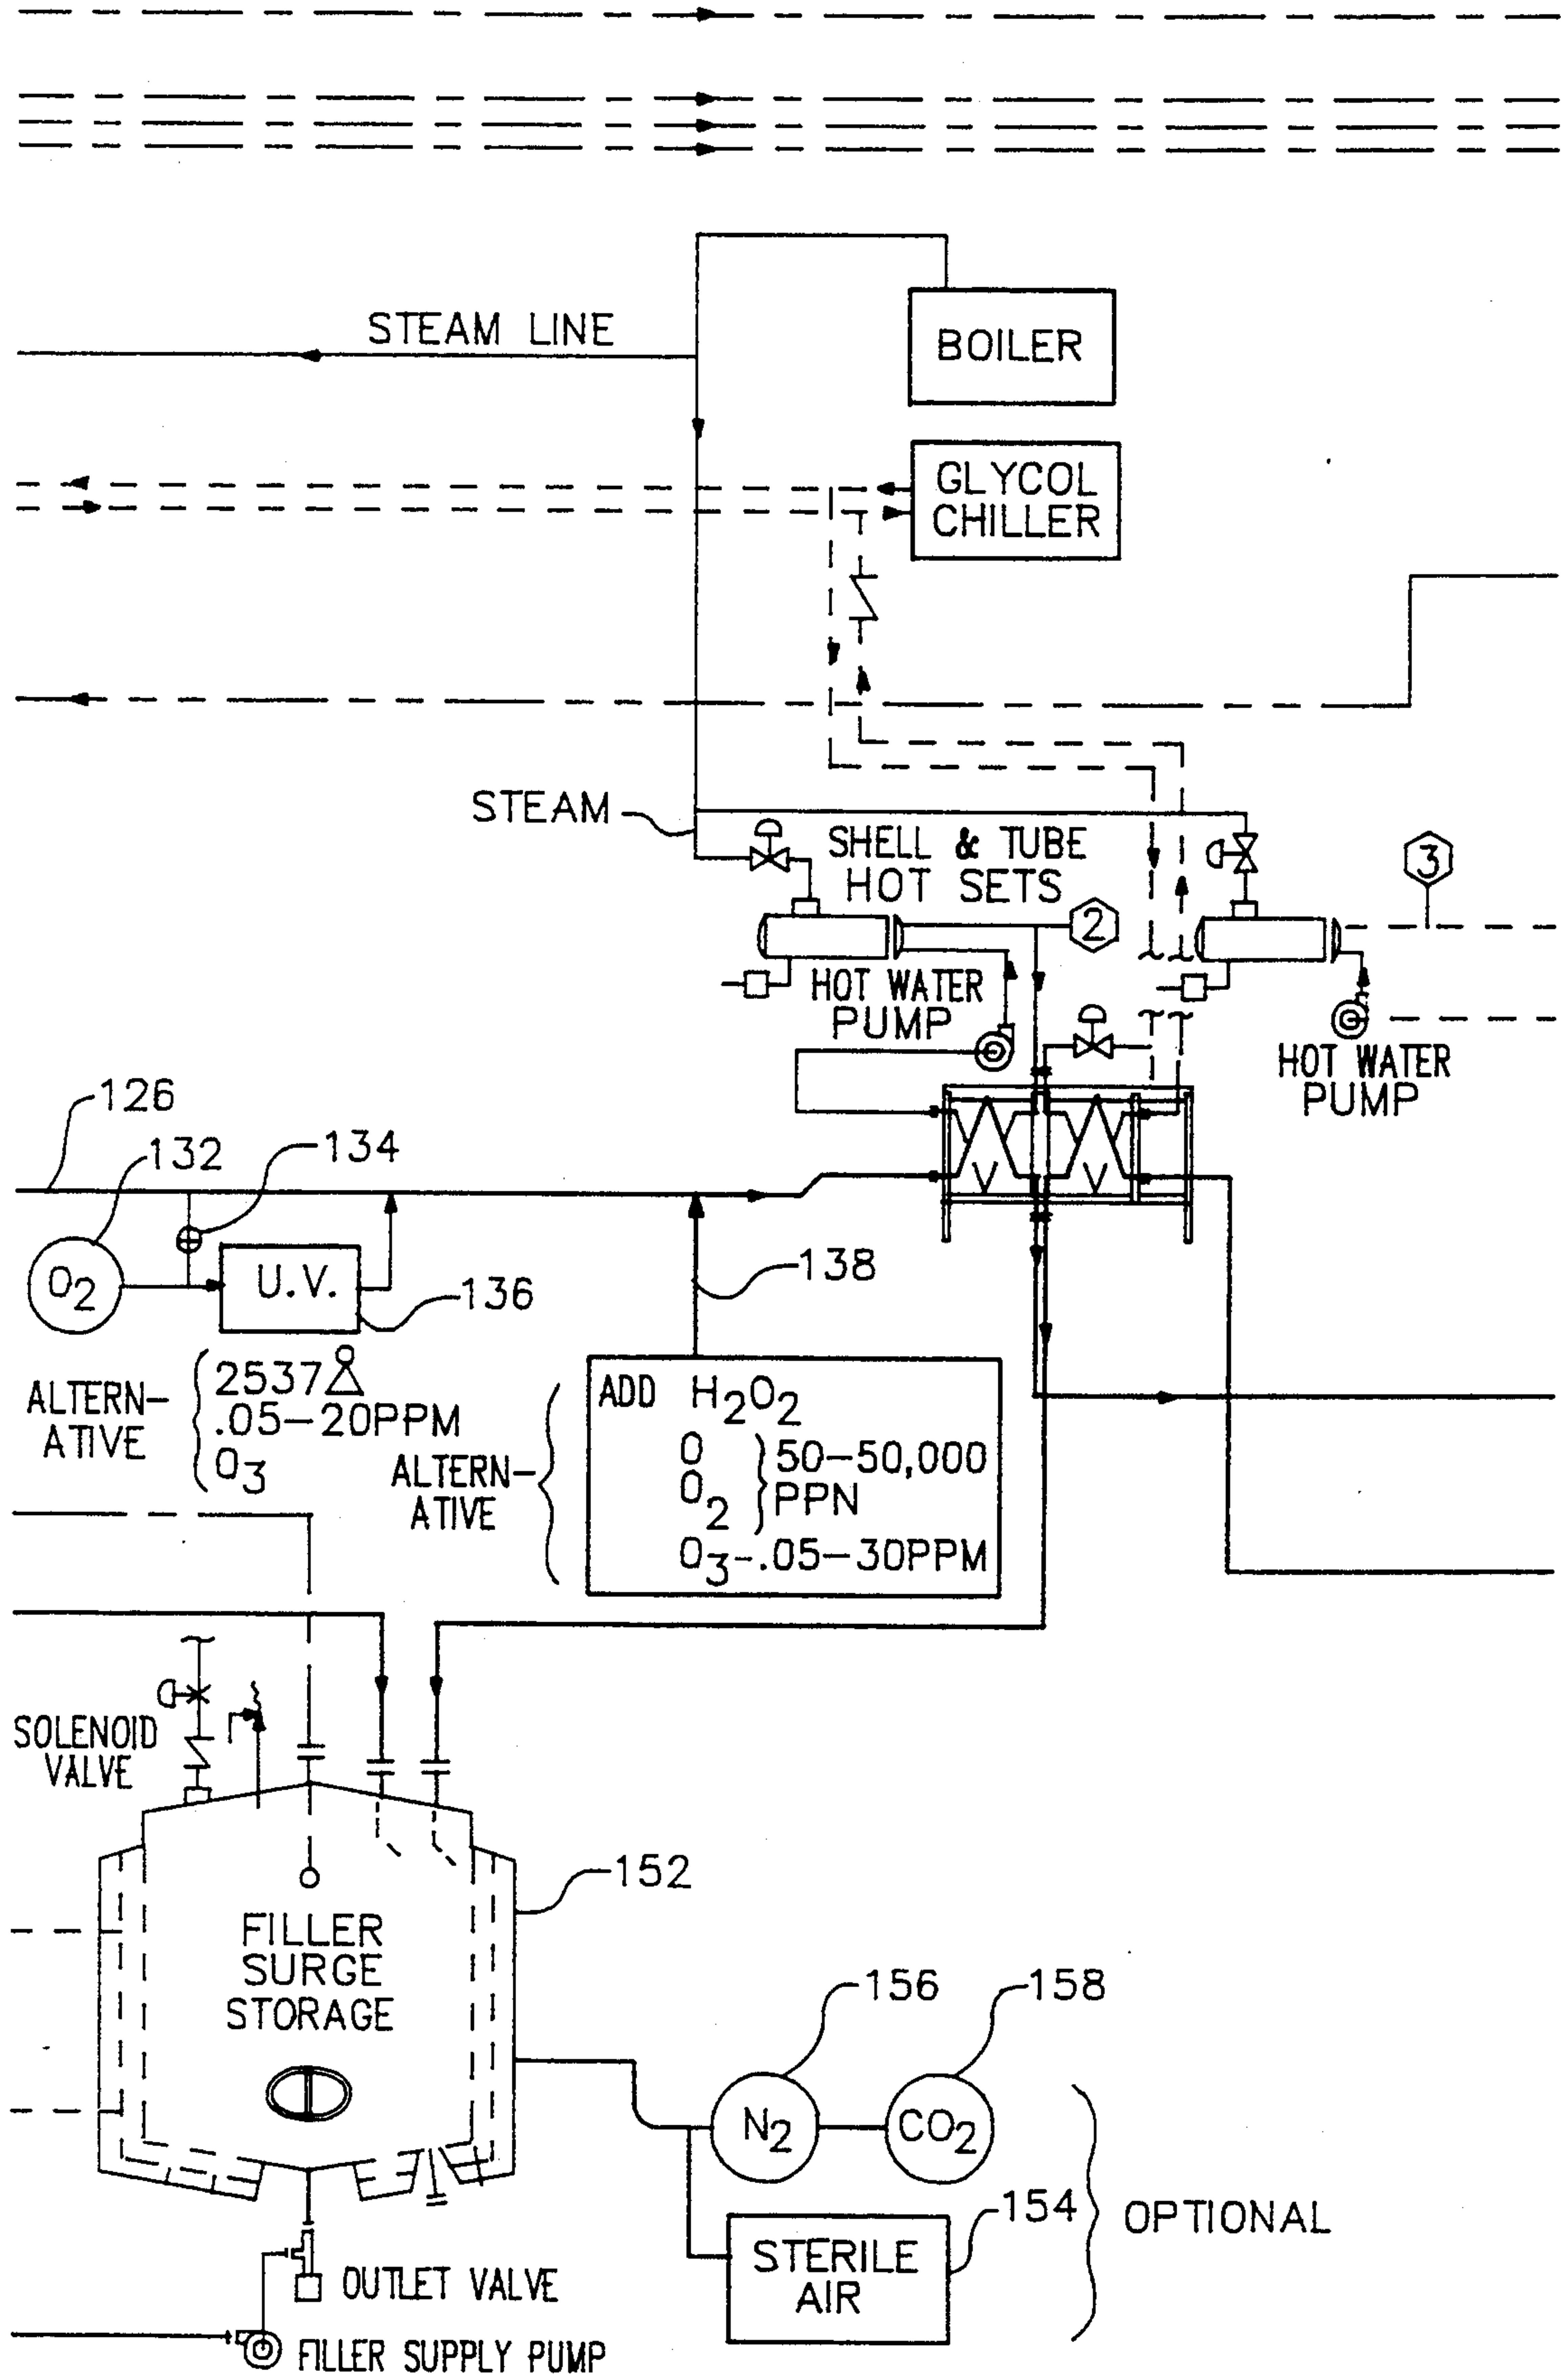 STEAM LINE
BOILER
GLYCOL
CHILLER
STEAM
SHELL & TUBE
HOT SETS
3
2
HOT WATER
PUMP
HOT WATER
PUMP
126
132
134
O2
U.V.
136
138
ALTERN-
ATIVE
2537Å
.05-20PPM
O3
ALTERN-
ATIVE
ADD H2O2
O
O2
50-50,000
PPN
O3-.05-30PPM
SOLENOID
VALVE
152
FILLER
SURGE
STORAGE
156
158
N2
CO2
154
OPTIONAL
STERILE
AIR
OUTLET VALVE
FILLER SUPPLY PUMP